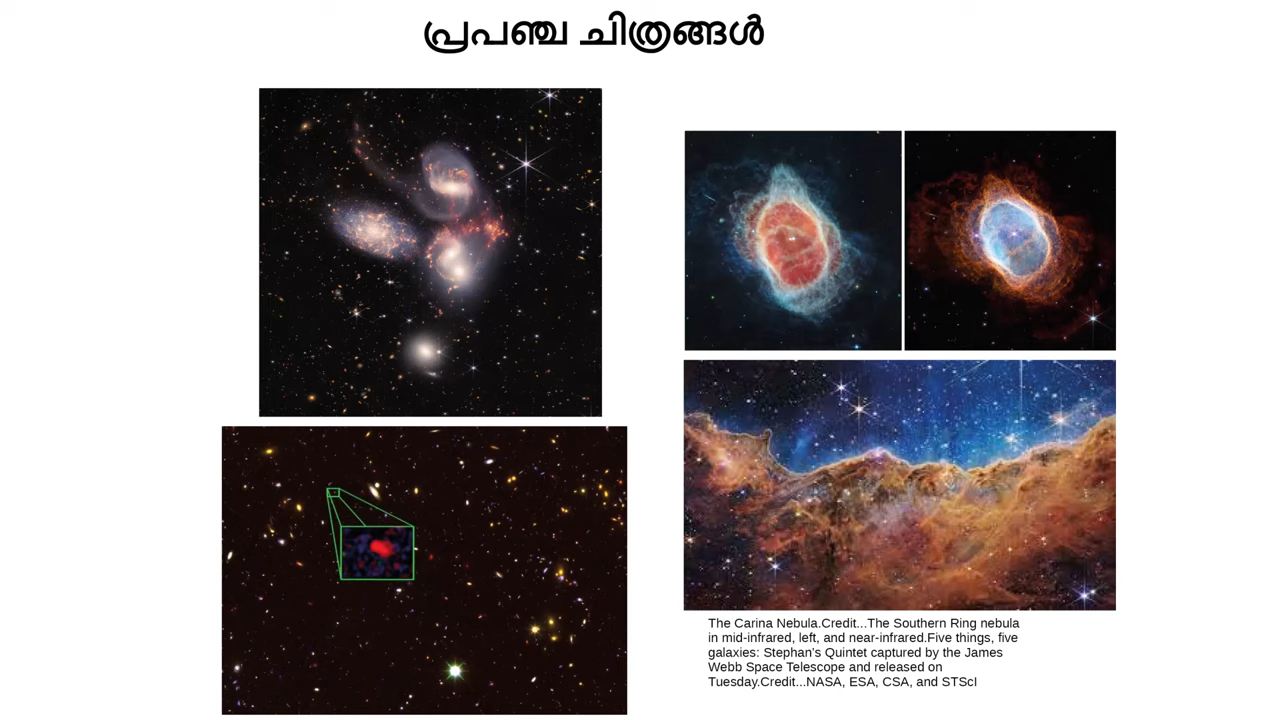 പ്രപഞ്ച ചിത്രങ്ങൾ
The Carina Nebula.Credit...The Southern Ring nebula
in mid-infrared, left, and near-infrared.Five things, five
galaxies: Stephan's Quintet captured by the James
Webb Space Telescope and released on
Tuesday.Credit...NASA, ESA, CSA, and STScI